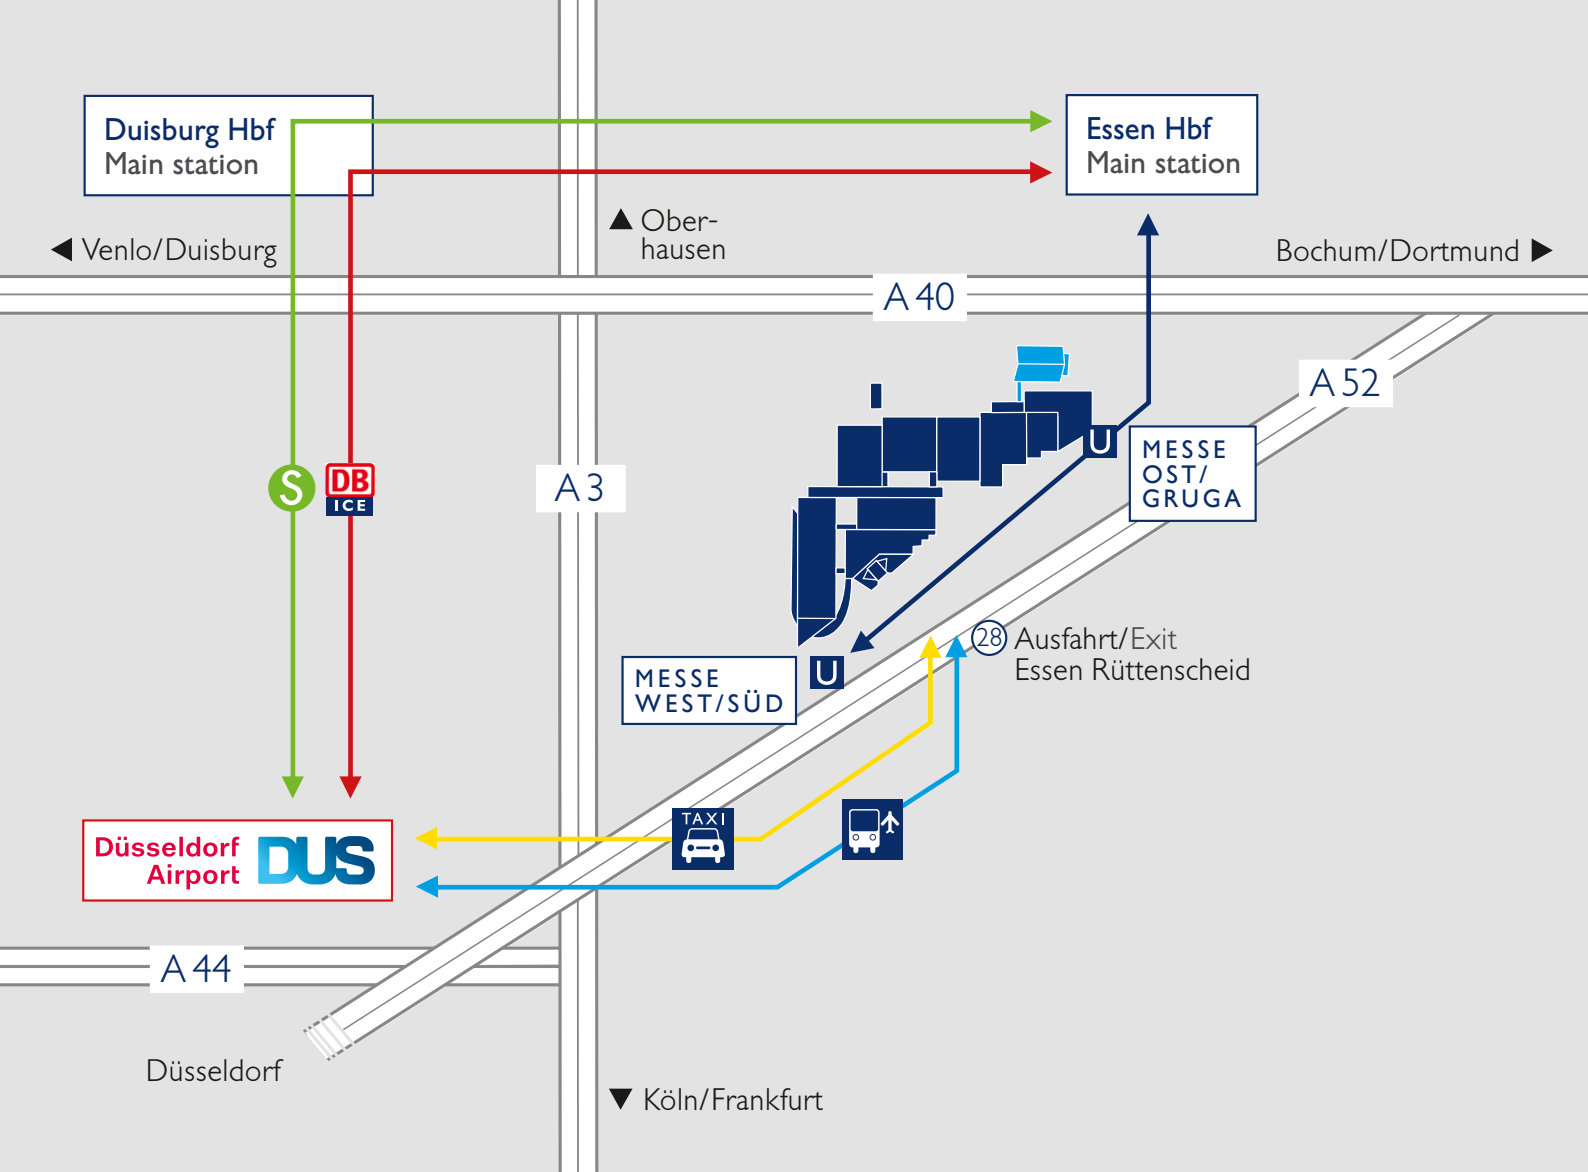 Duisburg Hbf
Main station
Essen Hbf
Main station
Ober-
hausen
Venlo/Duisburg
Bochum/Dortmund
A 40
A 52
U
MESSE
OST/
GRUGA
S
DB
ICE
A 3
28 Ausfahrt/Exit
Essen Rüttenscheid
MESSE
WEST/SÜD
U
TAXI
Düsseldorf
Airport
DUS
A 44
Düsseldorf
Köln/Frankfurt